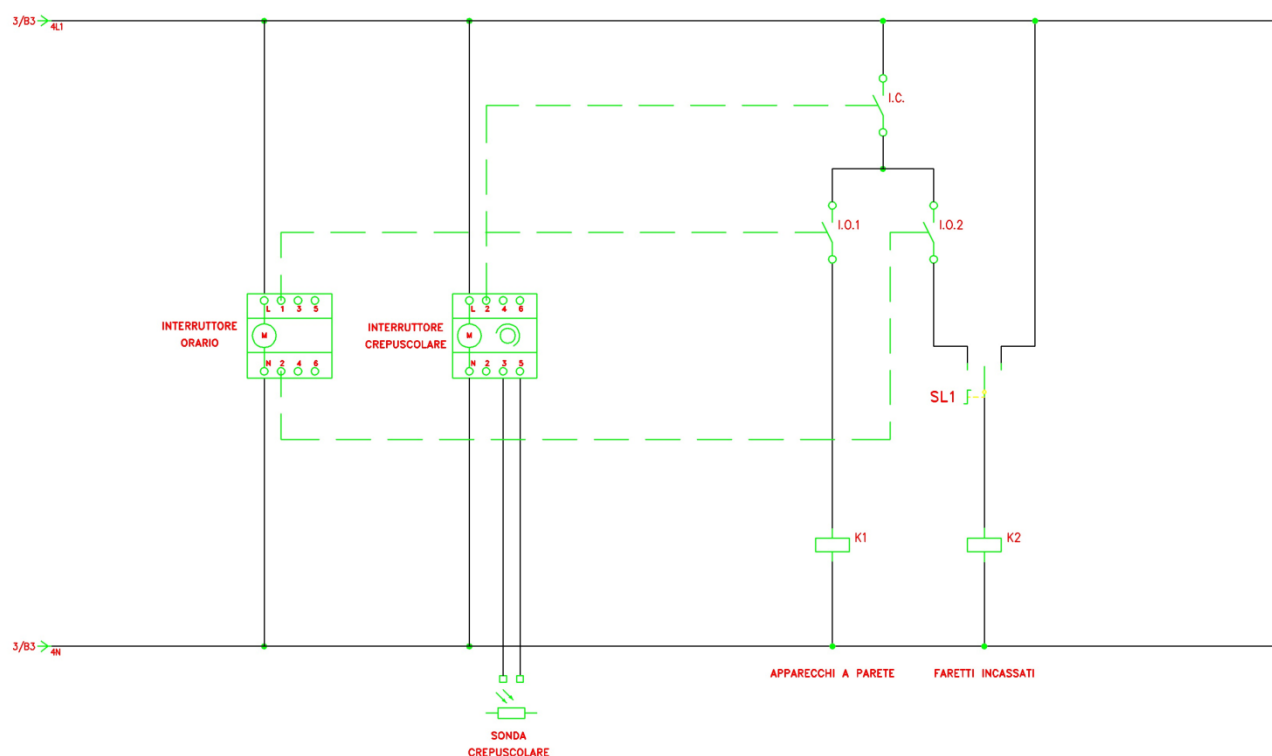 3/B3
4L1
I.C.
I.O.1
I.O.2
L 1 3 5
L 2 4 6
INTERRUTTORE
ORARIO
M
INTERRUTTORE
CREPUSCOLARE
M
N 2 4 6
N 2 3 5
SL1
K1
K2
3/B3
4N
APPARECCHI A PARETE
FARETTI INCASSATI
SONDA
CREPUSCOLARE